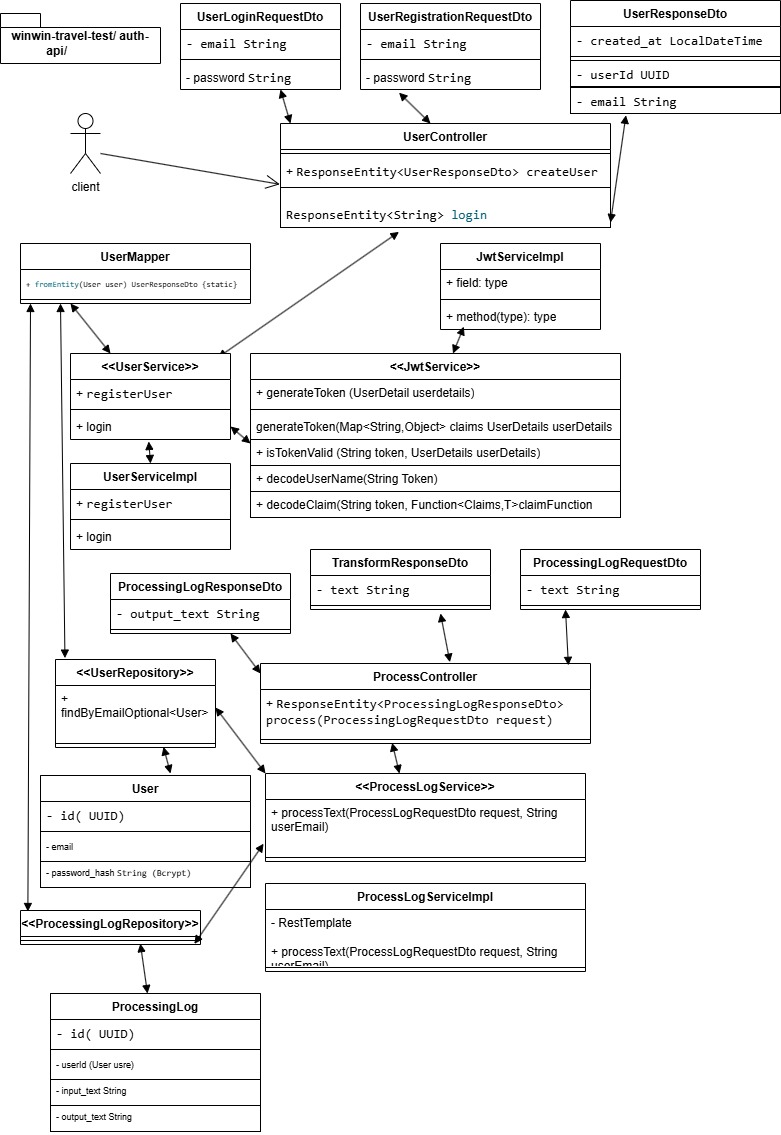 winwin-travel-test/ auth-
api/
UserLoginRequestDto
- email String
- password String
UserRegistrationRequestDto
- email String
- password String
UserResponseDto
- created_at LocalDateTime
- userId UUID
- email String
client
UserController
+ ResponseEntity<UserResponseDto> createUser
ResponseEntity<String> login
UserMapper
+ fromEntity(User user) UserResponseDto {static}
JwtServiceImpl
+ field: type
+ method(type): type
<<UserService>>
+ registerUser
+ login
<<JwtService>>
+ generateToken (UserDetail userdetails)
generateToken(Map<String,Object> claims UserDetails userDetails
+ isTokenValid (String token, UserDetails userDetails)
+ decodeUserName(String Token)
+ decodeClaim(String token, Function<Claims,T>claimFunction
UserServiceImpl
+ registerUser
+ login
ProcessingLogResponseDto
- output_text String
TransformResponseDto
- text String
ProcessingLogRequestDto
- text String
<<UserRepository>>
+
findByEmailOptional<User>
ProcessController
+ ResponseEntity<ProcessingLogResponseDto>
process(ProcessingLogRequestDto request)
User
- id( UUID)
- email
- password_hash String (Bcrypt)
<<ProcessLogService>>
+ processText(ProcessLogRequestDto request, String
userEmail)
<<ProcessingLogRepository>>
ProcessLogServiceImpl
- RestTemplate
+ processText(ProcessLogRequestDto request, String
userEmail)
ProcessingLog
- id( UUID)
- userId (User usre)
- input_text String
- output_text String